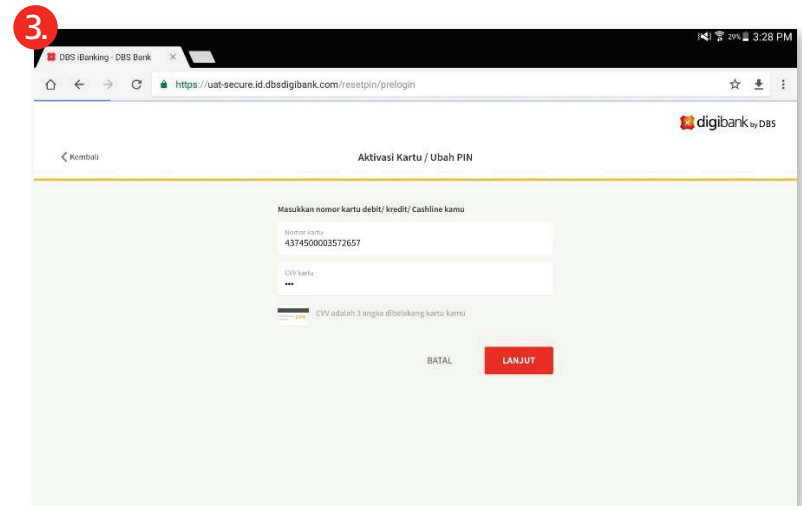 3.
29% 3:28 PM
DBS iBanking - DBS Bank
https://uat-secure.id.dbsdigibank.com/resetpin/prelogin
digibank by DBS
Kembali
Aktivasi Kartu / Ubah PIN
Masukkan nomor kartu debit/ kredit/ Cashline kamu
Nomor kartu
4374500003572657
CVV kartu
•••
CVV
CVV adalah 3 angka dibelakang kartu kamu
BATAL
LANJUT